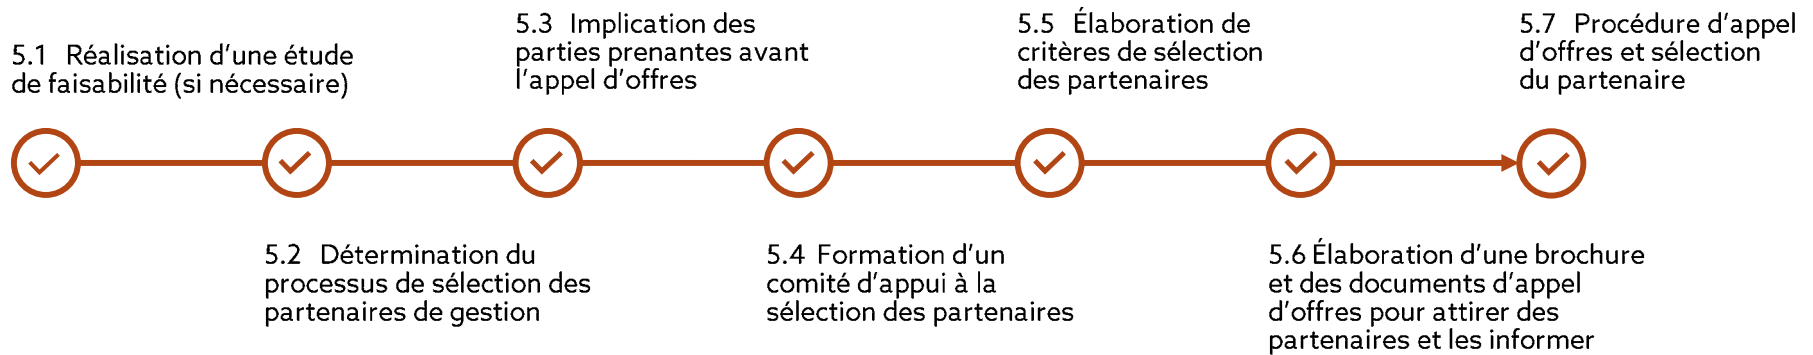 5.1 Réalisation d’une étude
de faisabilité (si nécessaire)
5.2 Détermination du
processus de sélection des
partenaires de gestion
5.3 Implication des
parties prenantes avant
l’appel d’offres
5.4 Formation d’un
comité d’appui à la
sélection des partenaires
5.5 Élaboration de
critères de sélection
des partenaires
5.6 Élaboration d’une brochure
et des documents d’appel
d’offres pour attirer des
partenaires et les informer
5.7 Procédure d’appel
d’offres et sélection
du partenaire